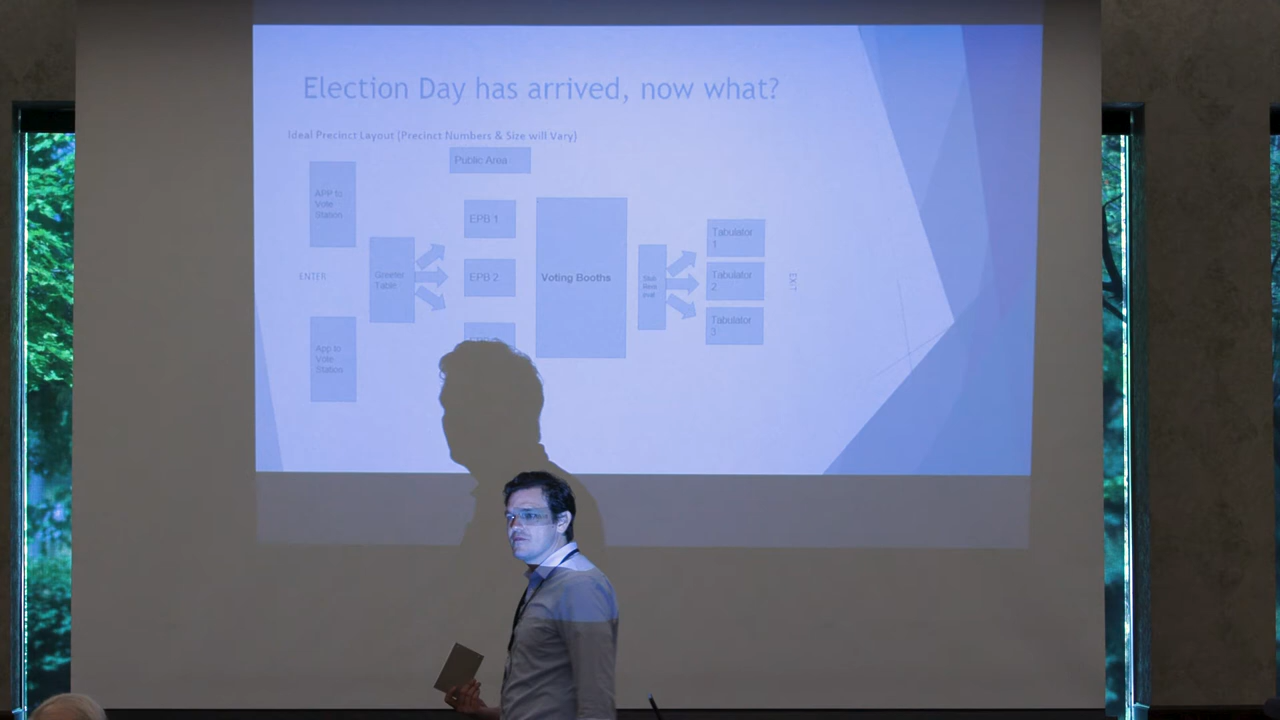 Election Day has arrived, now what?
Ideal Precinct Layout (Precinct Numbers & Size will Vary)
Public Area
APP to
Vote
Station
EPB 1
Tabulator
1
ENTER
Greeter
Table
EPB 2
Voting Booths
Tabulator
2
EXIT
Tabulator
3
App to
Vote
Station